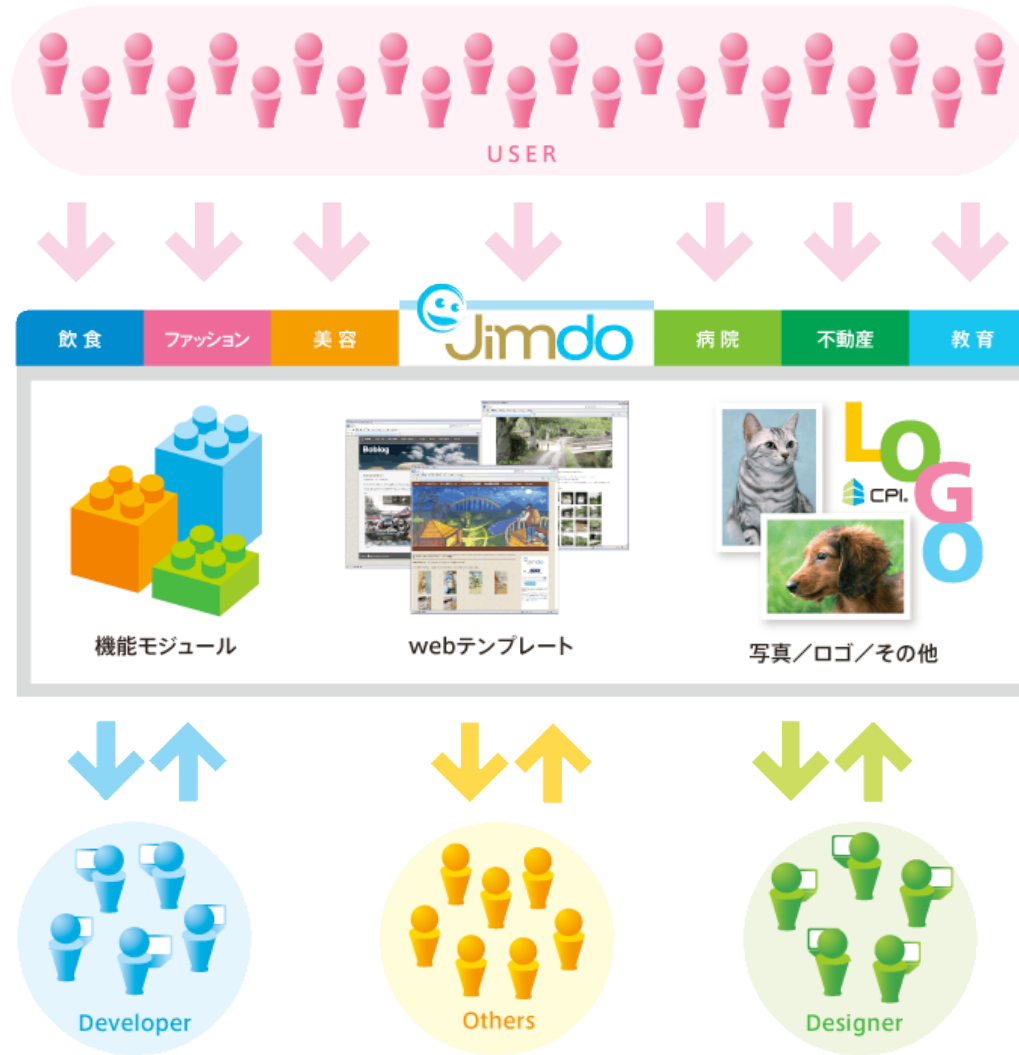 USER
飲食
ファッション
美容
Jimdo
病院
不動産
教育
Boblog
LOGO
CPI.
機能モジュール
webテンプレート
写真／ロゴ／その他
Developer
Others
Designer